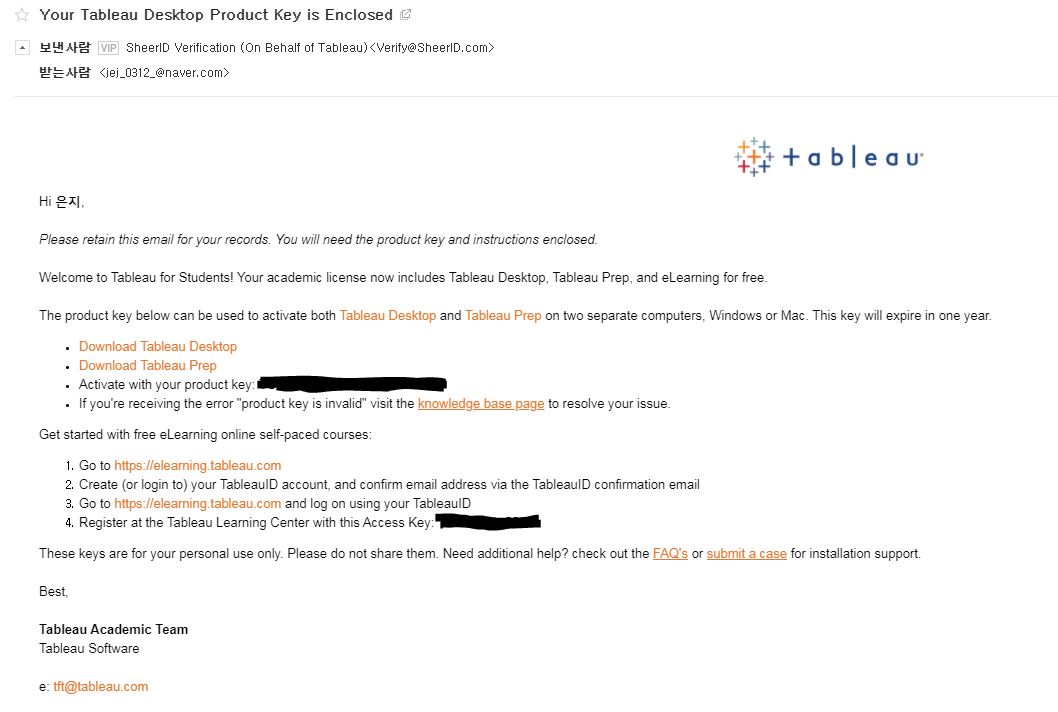 Your Tableau Desktop Product Key is Enclosed
보낸사람 VIP SheerID Verification (On Behalf of Tableau)<Verify@SheerID.com>
받는사람 <iej_0312_@naver.com>
+ableau
Hi 은지,
Please retain this email for your records. You will need the product key and instructions enclosed.
Welcome to Tableau for Students! Your academic license now includes Tableau Desktop, Tableau Prep, and eLearning for free.
The product key below can be used to activate both Tableau Desktop and Tableau Prep on two separate computers, Windows or Mac. This key will expire in one year.
• Download Tableau Desktop
• Download Tableau Prep
• Activate with your product key:
• If you're receiving the error "product key is invalid" visit the knowledge base page to resolve your issue.
Get started with free eLearning online self-paced courses:
1. Go to https://elearning.tableau.com
2. Create (or login to) your TableauID account, and confirm email address via the TableauID confirmation email
3. Go to https://elearning.tableau.com and log on using your TableauID
4. Register at the Tableau Learning Center with this Access Key:
These keys are for your personal use only. Please do not share them. Need additional help? check out the FAQ's or submit a case for installation support.
Best,
Tableau Academic Team
Tableau Software
e: tft@tableau.com